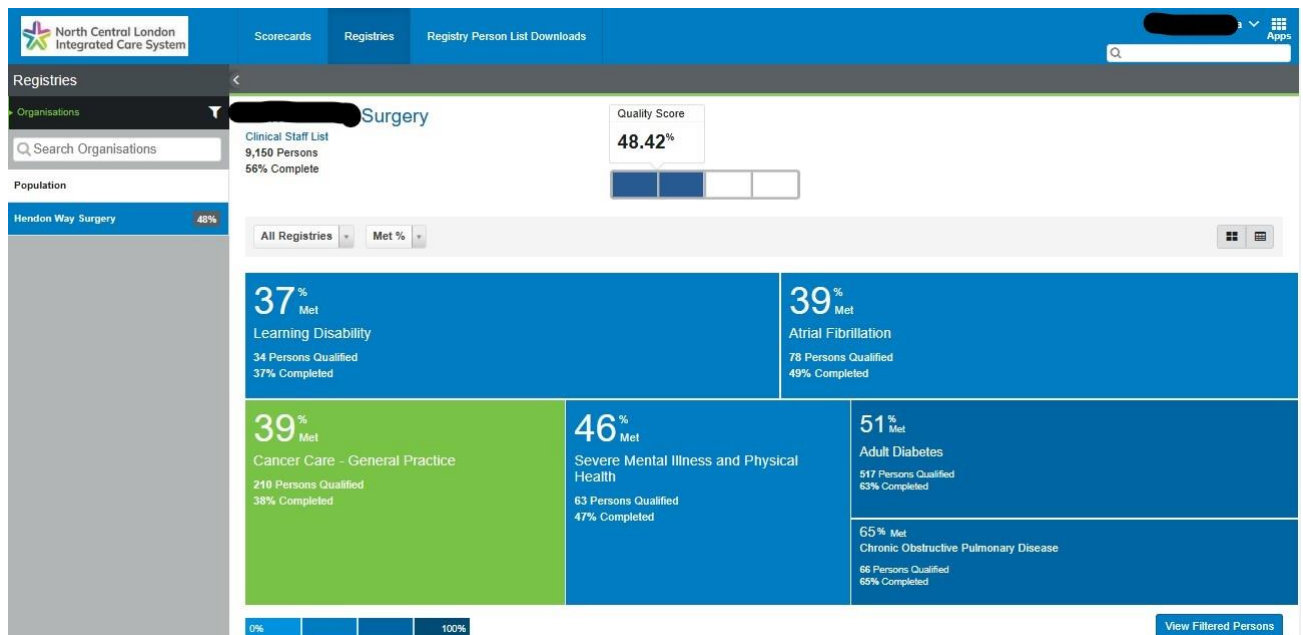 North Central London
Integrated Care System
Scorecards
Registries
Registry Person List Downloads
Apps
Registries
Organisations
Search Organisations
Population
Hendon Way Surgery 48%
Surgery
Clinical Staff List
9,150 Persons
56% Complete
Quality Score
48.42%
All Registries
Met %
37% Met
Learning Disability
34 Persons Qualified
37% Completed
39% Met
Atrial Fibrillation
78 Persons Qualified
49% Completed
39% Met
Cancer Care - General Practice
210 Persons Qualified
38% Completed
46% Met
Severe Mental Illness and Physical
Health
63 Persons Qualified
47% Completed
51% Met
Adult Diabetes
517 Persons Qualified
63% Completed
65% Met
Chronic Obstructive Pulmonary Disease
66 Persons Qualified
65% Completed
0% 100%
View Filtered Persons